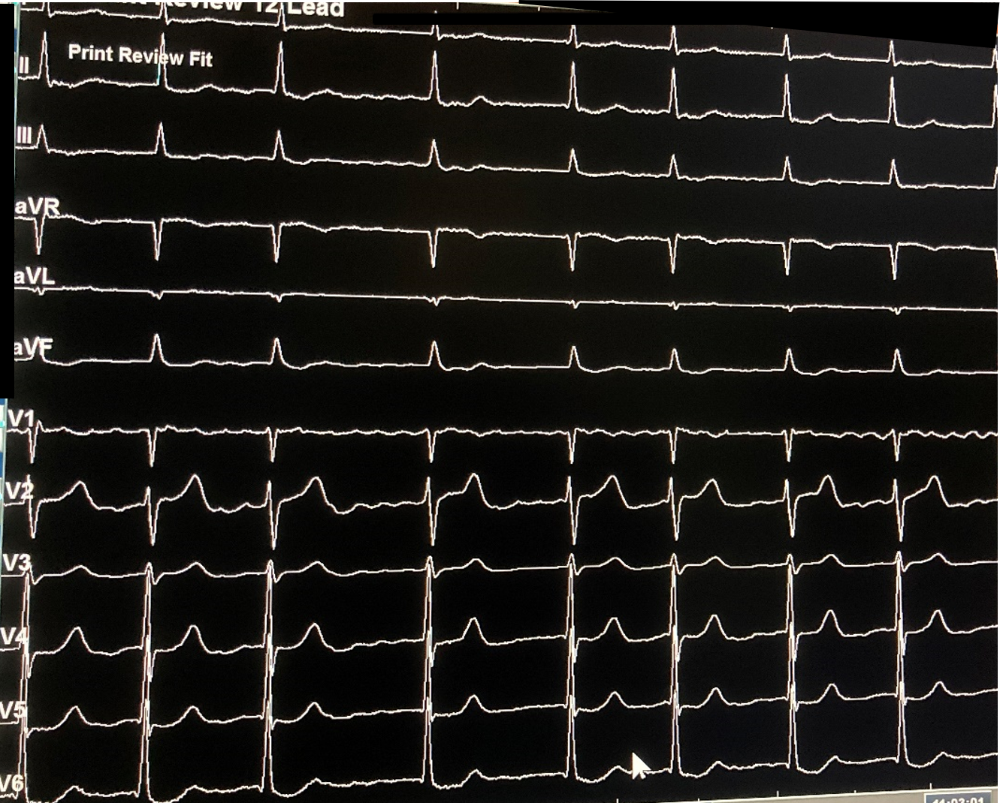 Review 12 Lead
Print Review Fit
II
III
aVR
aVL
aVF
V1
V2
V3
V4
V5
V6